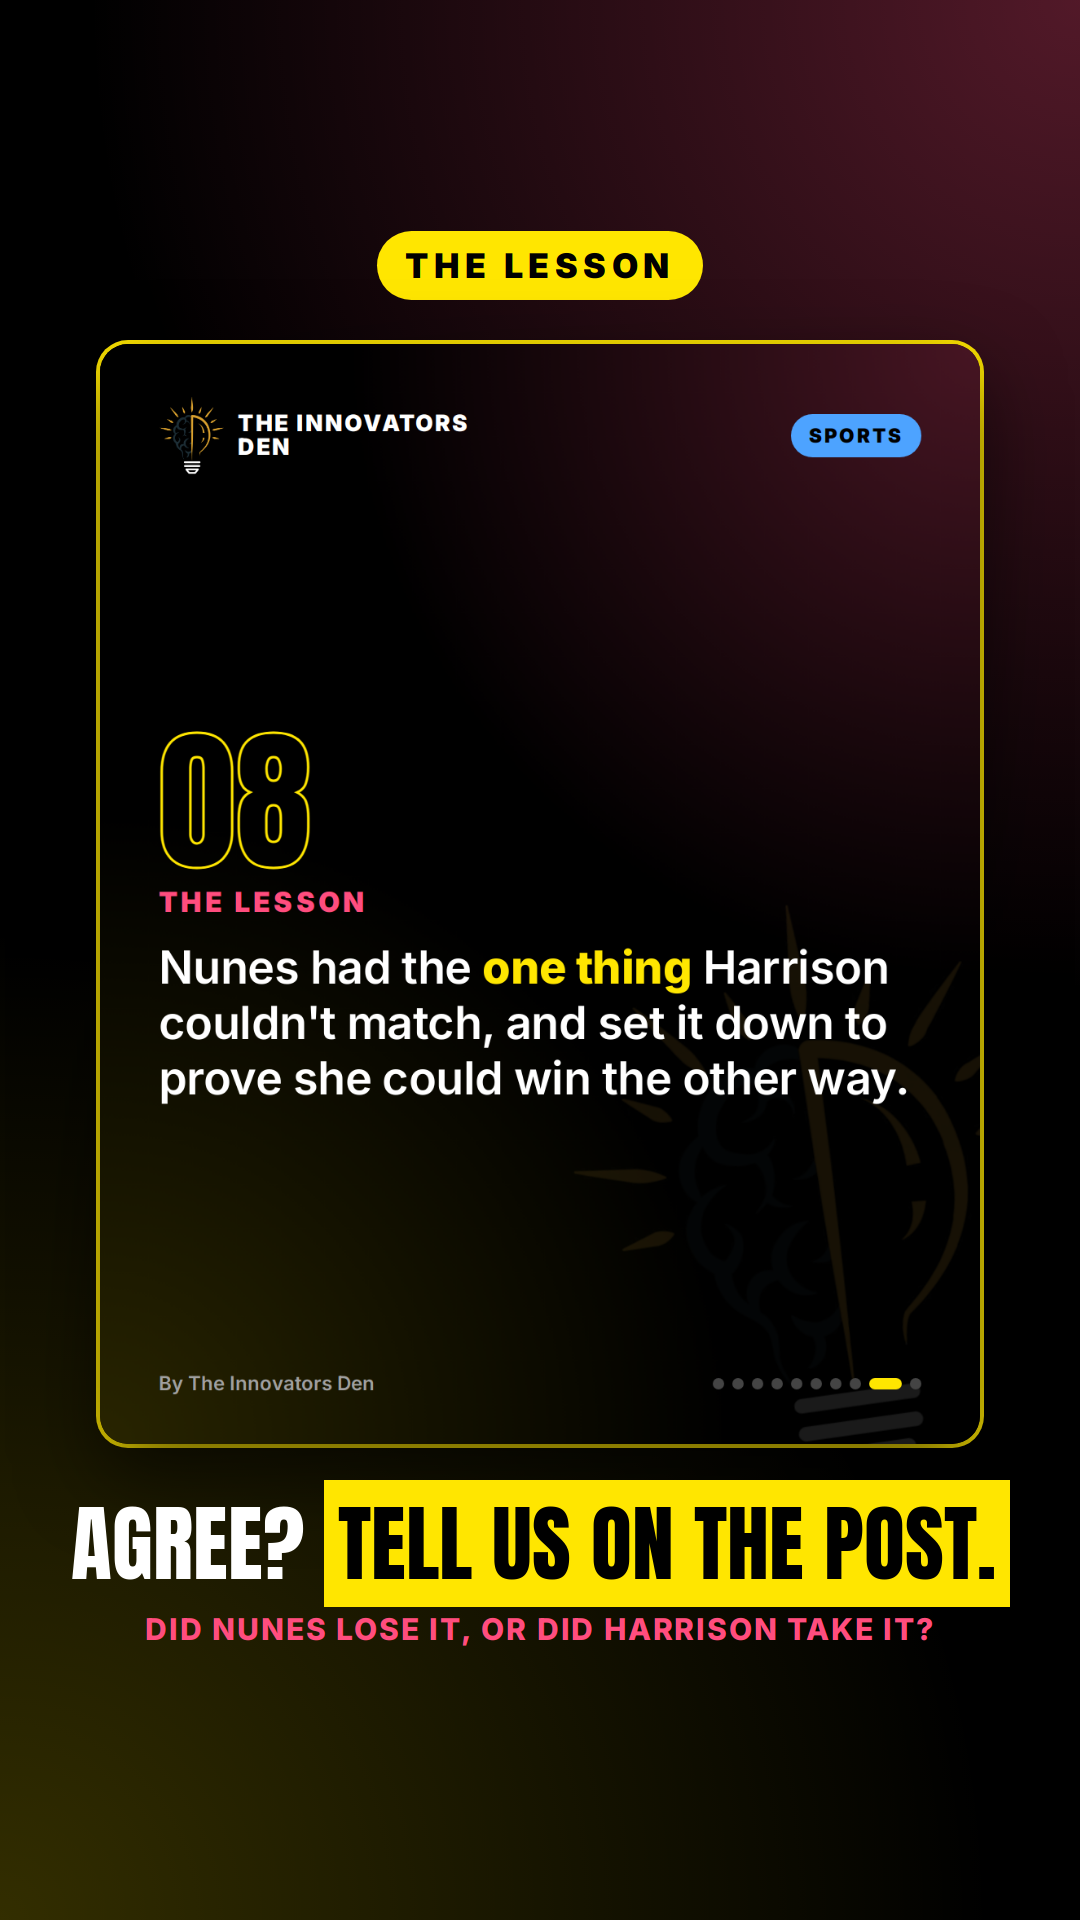 THE LESSON
THE INNOVATORS
DEN
SPORTS
08
THE LESSON
Nunes had the one thing Harrison
couldn't match, and set it down to
prove she could win the other way.
By The Innovators Den
AGREE? TELL US ON THE POST.
DID NUNES LOSE IT, OR DID HARRISON TAKE IT?